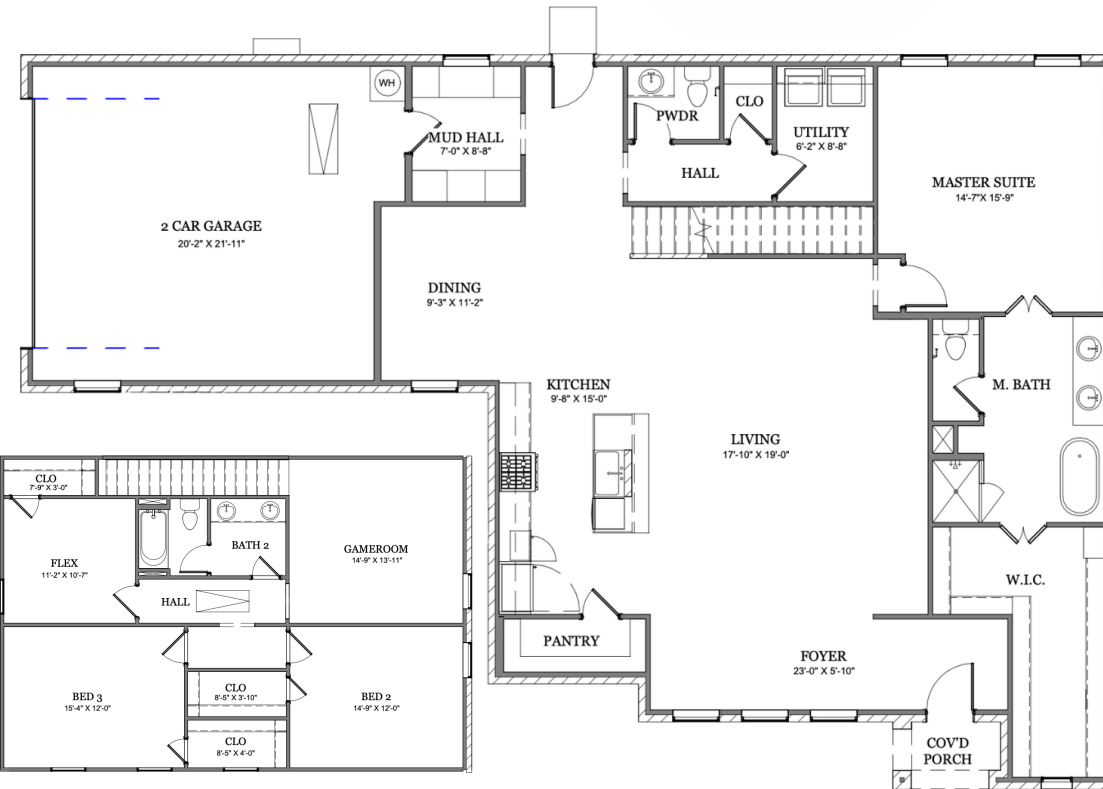 WH
MUD HALL
7'-0" X 8'-8"
PWDR
CLO
UTILITY
6'-2" X 8'-8"
HALL
MASTER SUITE
14'-7"X 15'-9"
2 CAR GARAGE
20'-2" X 21'-11"
DINING
9'-3" X 11'-2"
KITCHEN
9'-8" X 15'-0"
LIVING
17'-10" X 19'-0"
M. BATH
W.I.C.
PANTRY
FOYER
23'-0" X 5'-10"
COV'D
PORCH
CLO
7'-9" X 3'-0"
FLEX
11'-2" X 10'-7"
BATH 2
GAMEROOM
14'-9" X 13'-11"
HALL
BED 3
15'-4" X 12'-0"
CLO
8'-5" X 3'-10"
BED 2
14'-9" X 12'-0"
CLO
8'-5" X 4'-0"